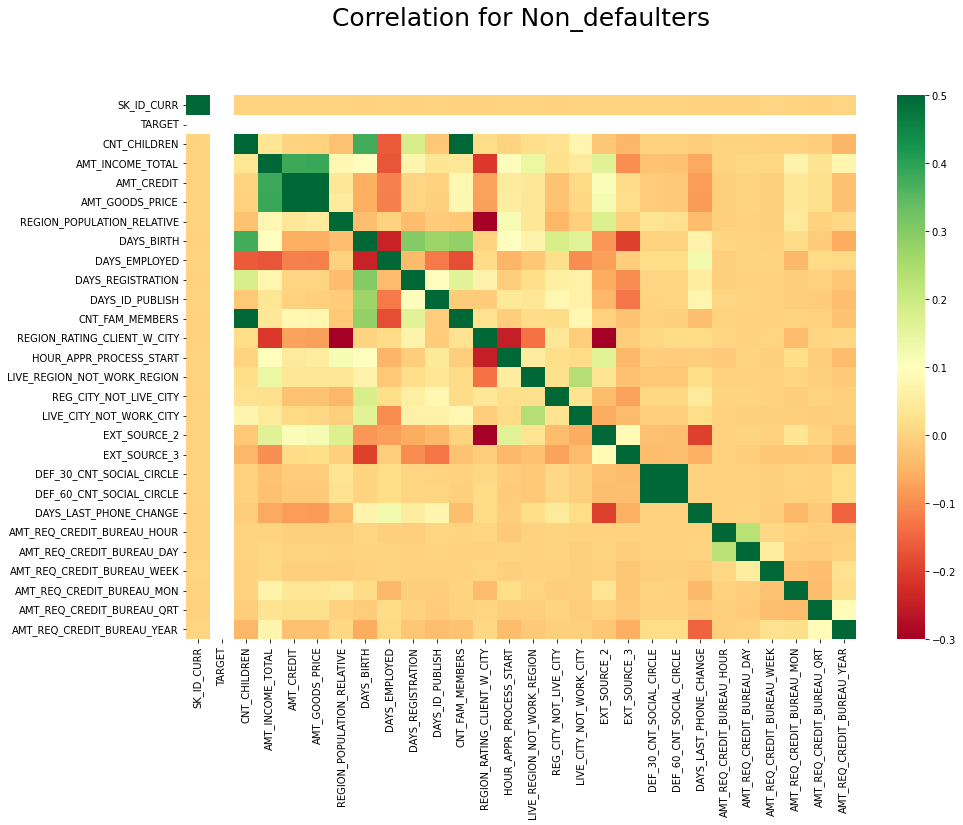 Correlation for Non_defaulters
SK_ID_CURR
TARGET
CNT_CHILDREN
AMT_INCOME_TOTAL
AMT_CREDIT
AMT_GOODS_PRICE
REGION_POPULATION_RELATIVE
DAYS_BIRTH
DAYS_EMPLOYED
DAYS_REGISTRATION
DAYS_ID_PUBLISH
CNT_FAM_MEMBERS
REGION_RATING_CLIENT_W_CITY
HOUR_APPR_PROCESS_START
LIVE_REGION_NOT_WORK_REGION
REG_CITY_NOT_LIVE_CITY
LIVE_CITY_NOT_WORK_CITY
EXT_SOURCE_2
EXT_SOURCE_3
DEF_30_CNT_SOCIAL_CIRCLE
DEF_60_CNT_SOCIAL_CIRCLE
DAYS_LAST_PHONE_CHANGE
AMT_REQ_CREDIT_BUREAU_HOUR
AMT_REQ_CREDIT_BUREAU_DAY
AMT_REQ_CREDIT_BUREAU_WEEK
AMT_REQ_CREDIT_BUREAU_MON
AMT_REQ_CREDIT_BUREAU_QRT
AMT_REQ_CREDIT_BUREAU_YEAR
SK_ID_CURR
TARGET
CNT_CHILDREN
AMT_INCOME_TOTAL
AMT_CREDIT
AMT_GOODS_PRICE
REGION_POPULATION_RELATIVE
DAYS_BIRTH
DAYS_EMPLOYED
DAYS_REGISTRATION
DAYS_ID_PUBLISH
CNT_FAM_MEMBERS
REGION_RATING_CLIENT_W_CITY
HOUR_APPR_PROCESS_START
LIVE_REGION_NOT_WORK_REGION
REG_CITY_NOT_LIVE_CITY
LIVE_CITY_NOT_WORK_CITY
EXT_SOURCE_2
EXT_SOURCE_3
DEF_30_CNT_SOCIAL_CIRCLE
DEF_60_CNT_SOCIAL_CIRCLE
DAYS_LAST_PHONE_CHANGE
AMT_REQ_CREDIT_BUREAU_HOUR
AMT_REQ_CREDIT_BUREAU_DAY
AMT_REQ_CREDIT_BUREAU_WEEK
AMT_REQ_CREDIT_BUREAU_MON
AMT_REQ_CREDIT_BUREAU_QRT
AMT_REQ_CREDIT_BUREAU_YEAR
0.5
0.4
0.3
0.2
0.1
0.0
−0.1
−0.2
−0.3